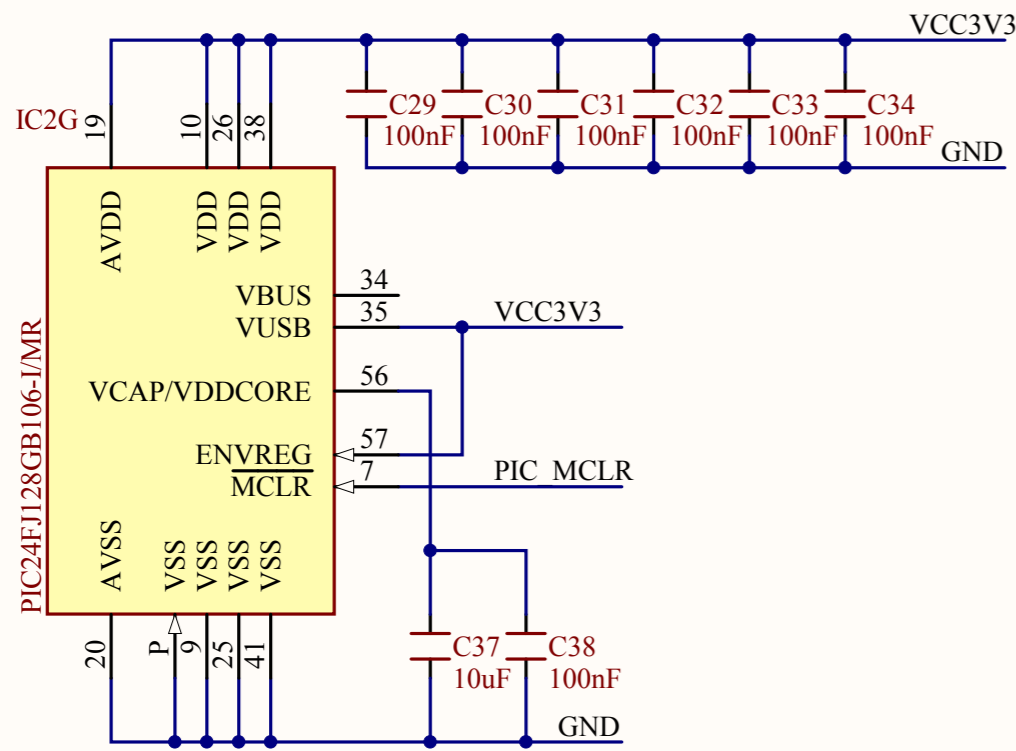 VCC3V3
IC2G
19
10
26
38
C29
100nF
C30
100nF
C31
100nF
C32
100nF
C33
100nF
C34
100nF
GND
AVDD
VDD
VDD
VDD
VBUS
34
VUSB
35
VCC3V3
VCAP/VDDCORE
56
ENVREG
57
MCLR
7
PIC_MCLR
PIC24FJ128GB106-I/MR
AVSS
VSS
VSS
VSS
VSS
20
P
9
25
41
C37
10uF
C38
100nF
GND